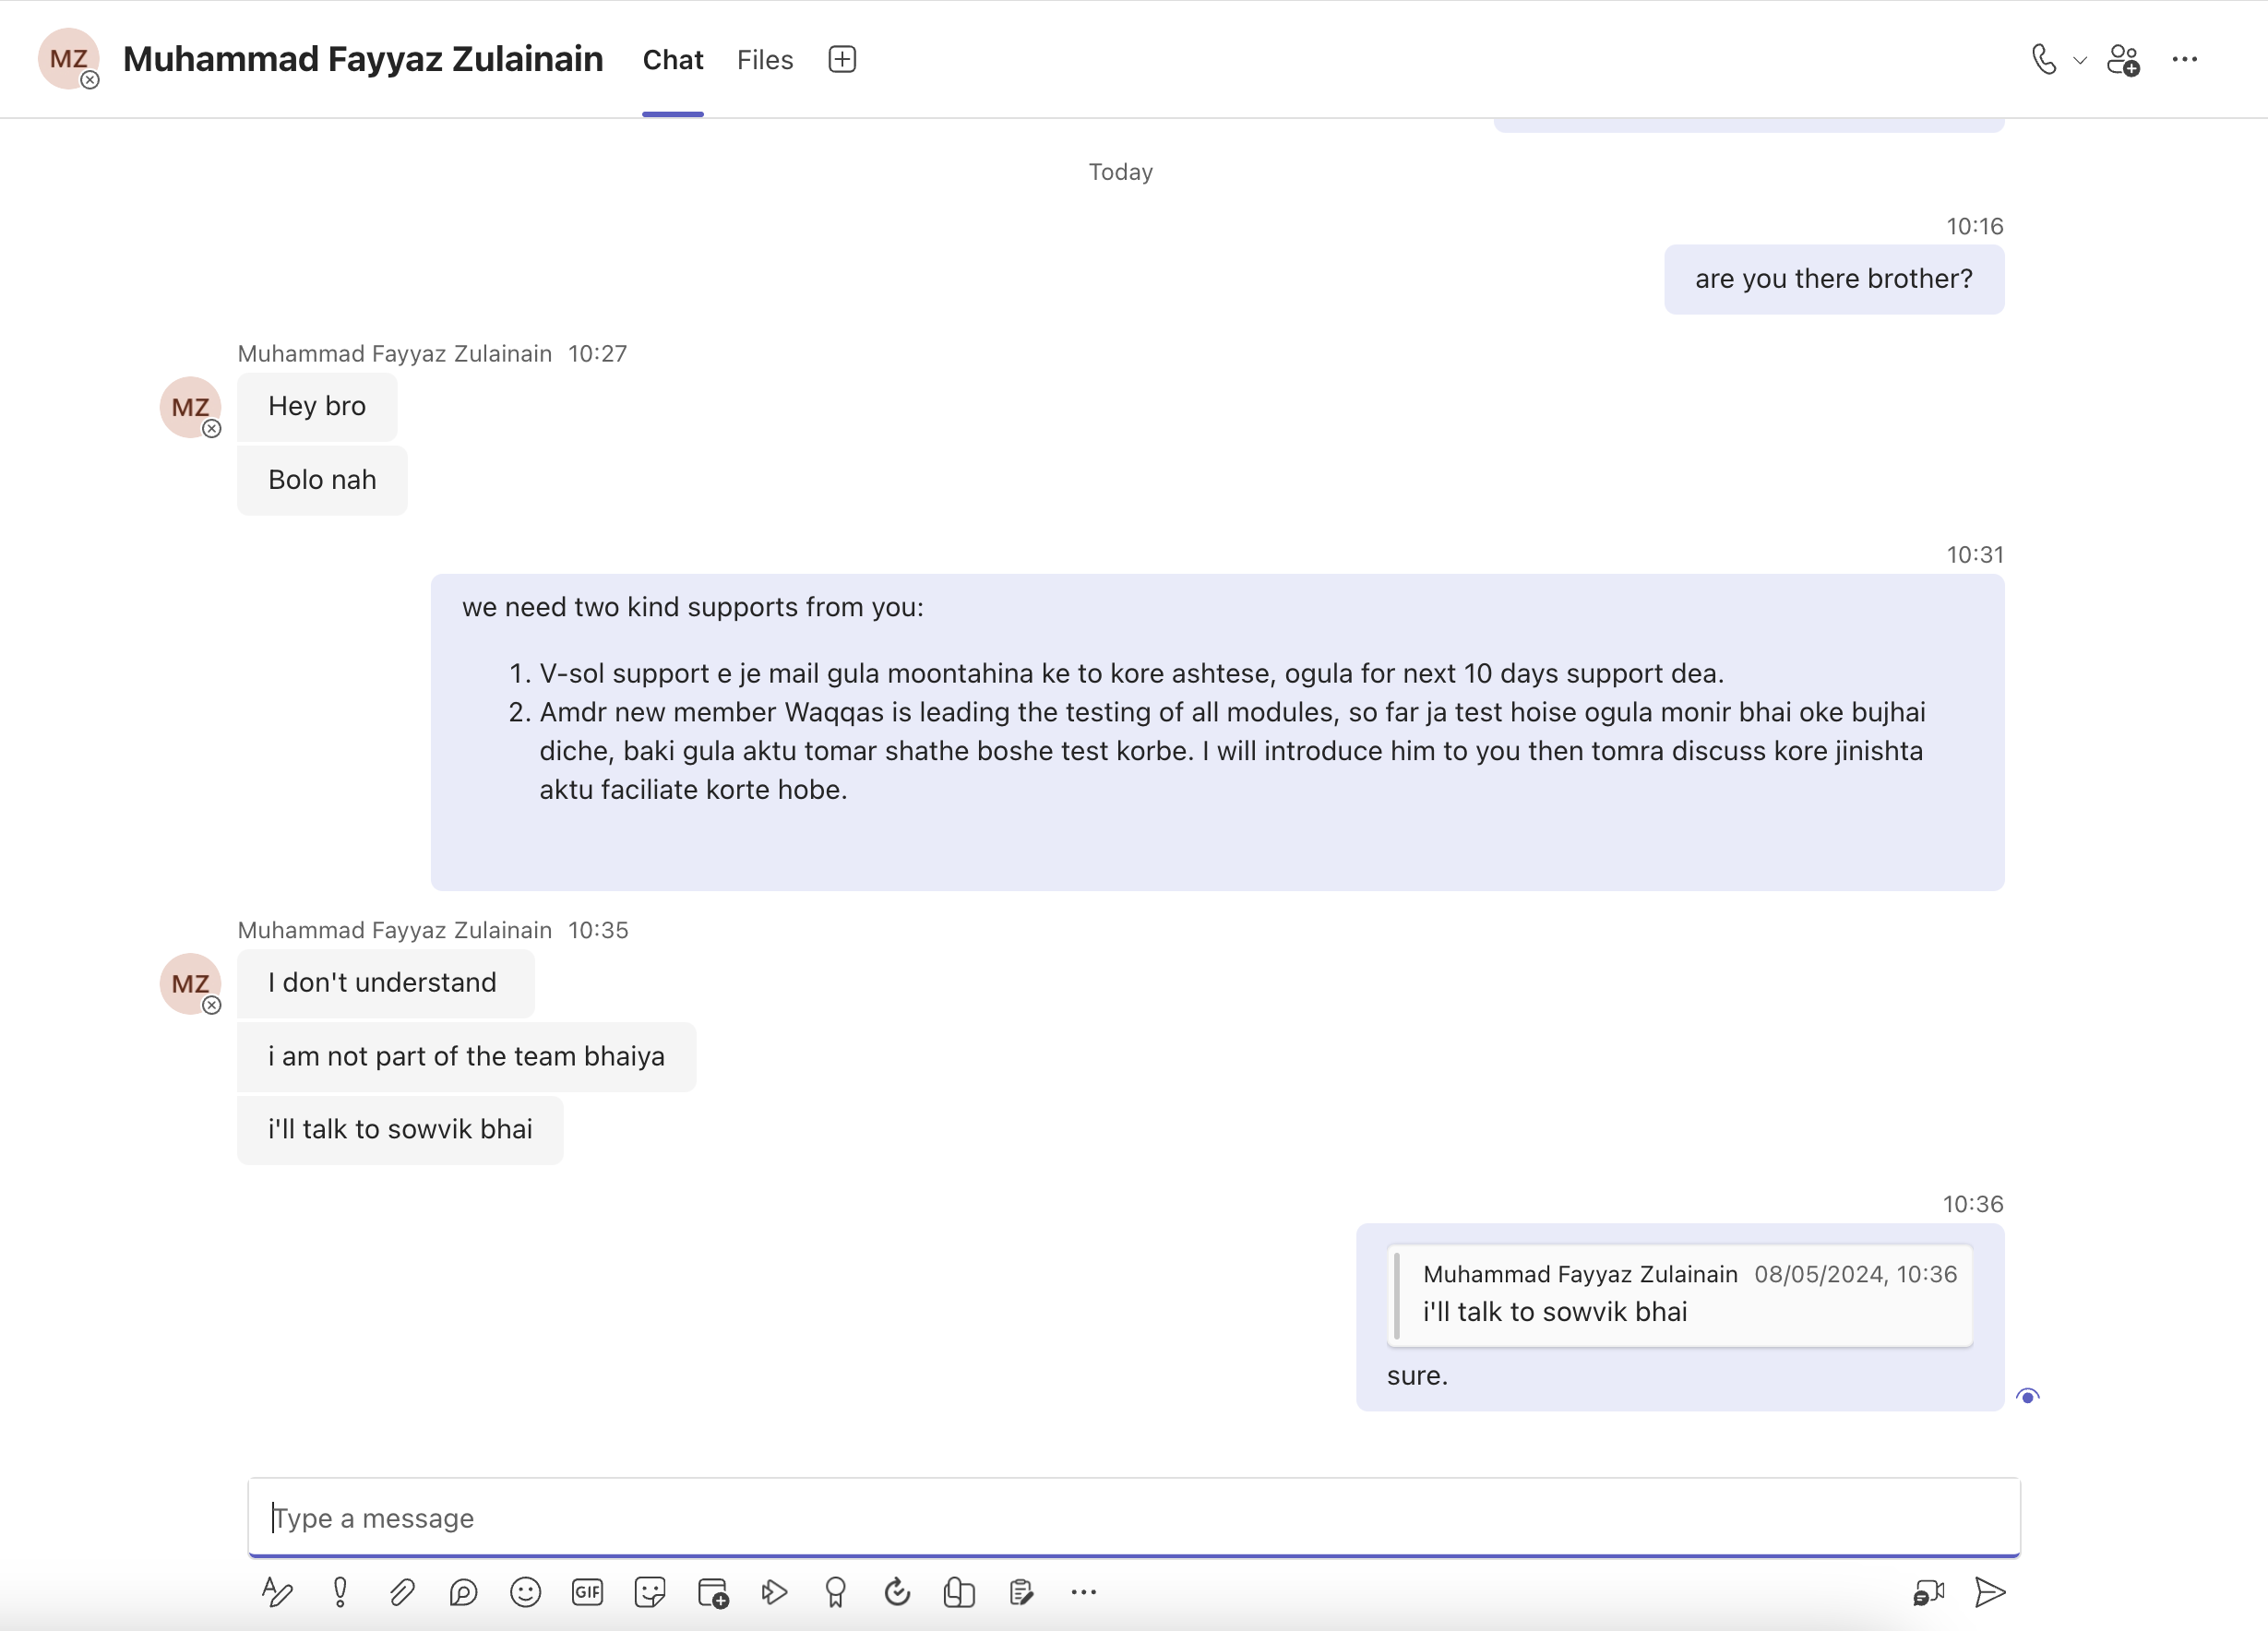 MZ
Muhammad Fayyaz Zulainain
Chat
Files
Today
10:16
are you there brother?
Muhammad Fayyaz Zulainain 10:27
MZ
Hey bro
Bolo nah
10:31
we need two kind supports from you:
1. V-sol support e je mail gula moontahina ke to kore ashtese, ogula for next 10 days support dea.
2. Amdr new member Waqqas is leading the testing of all modules, so far ja test hoise ogula monir bhai oke bujhai
diche, baki gula aktu tomar shathe boshe test korbe. I will introduce him to you then tomra discuss kore jinishta
aktu faciliate korte hobe.
Muhammad Fayyaz Zulainain 10:35
MZ
I don't understand
i am not part of the team bhaiya
i'll talk to sowvik bhai
10:36
Muhammad Fayyaz Zulainain 08/05/2024, 10:36
i'll talk to sowvik bhai
sure.
Type a message
GIF